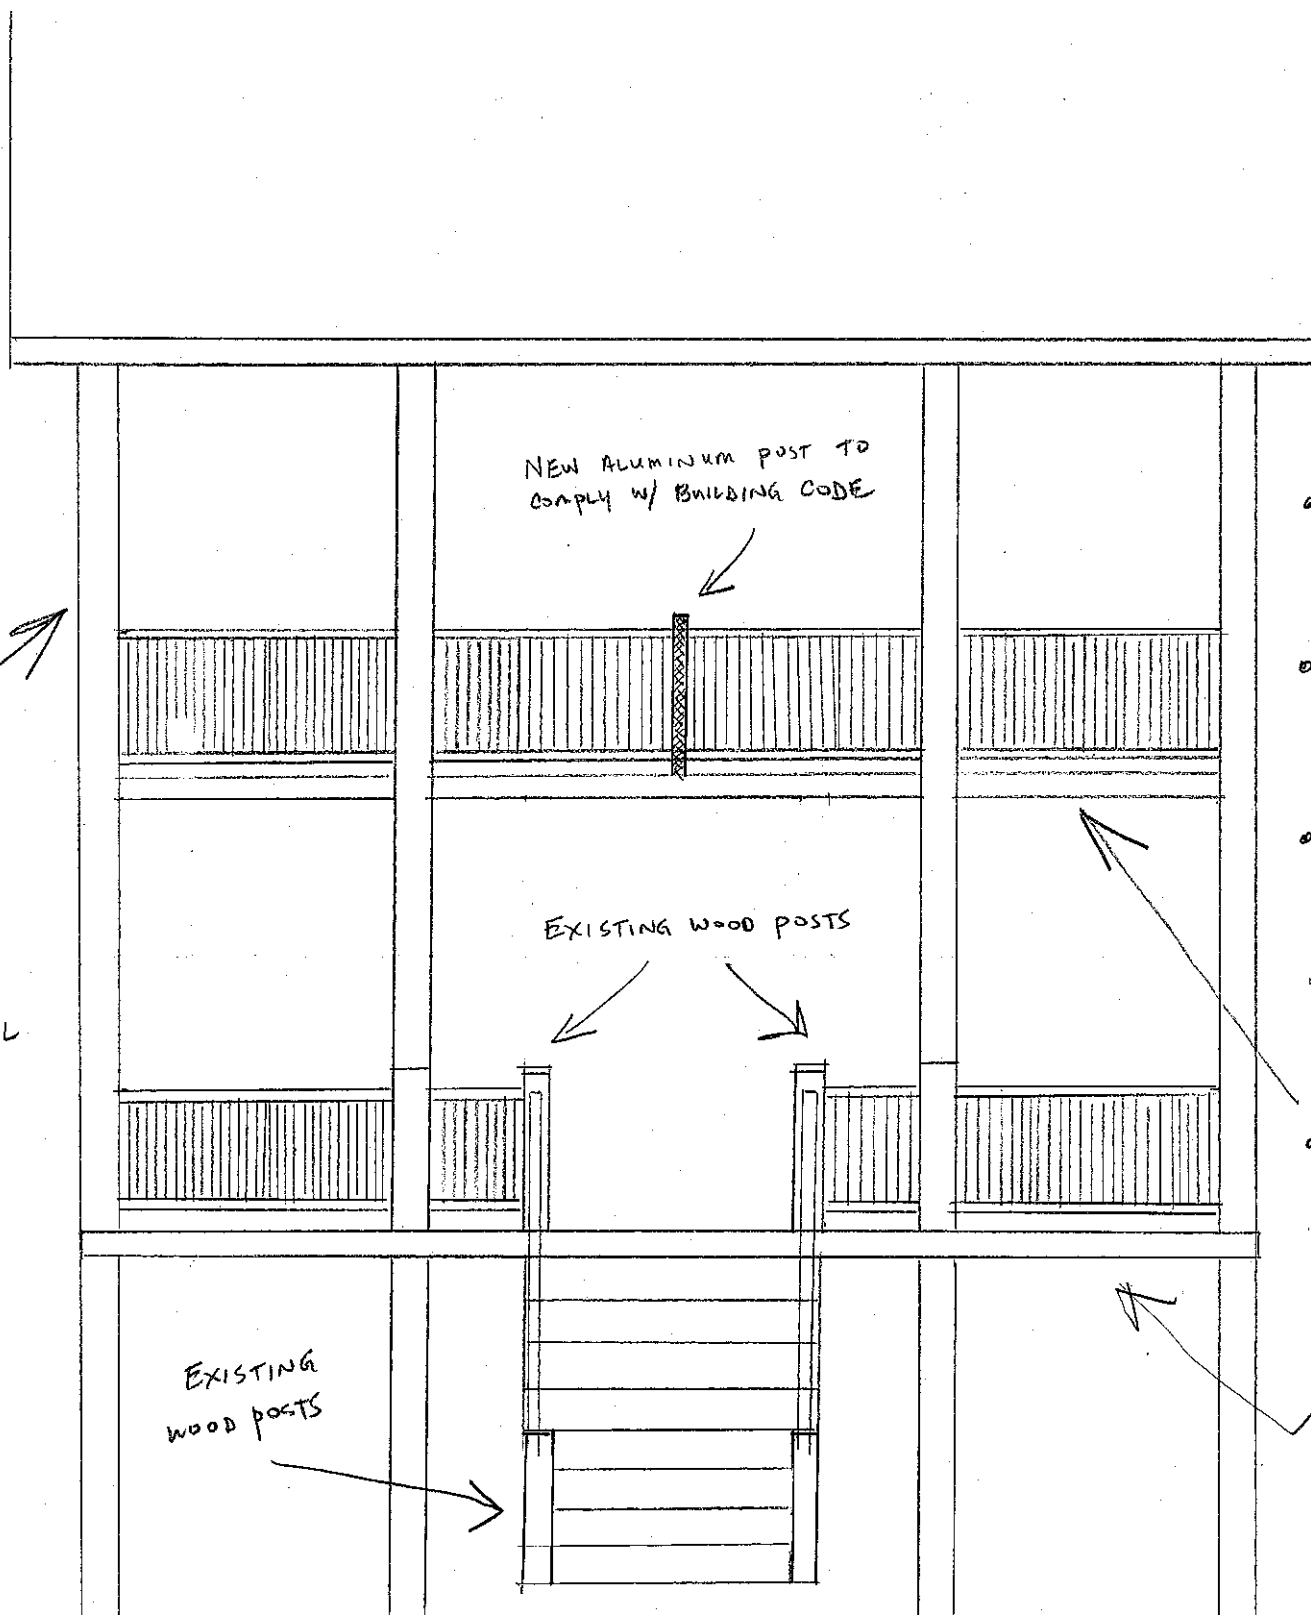 NEW ALUMINUM POST TO
COMPLY W/ BUILDING CODE
EXISTING WOOD POSTS
L
EXISTING
WOOD POSTS